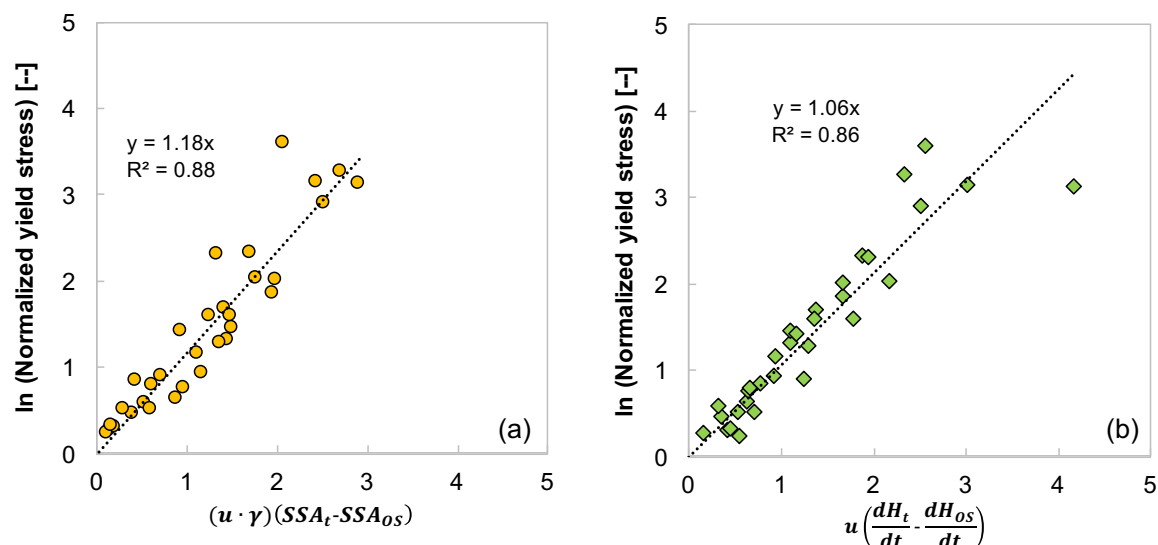 ln (Normalized yield stress) [--]
5
4
3
2
1
0
y = 1.18x
R² = 0.88
(a)
0 1 2 3 4 5
(u · γ)(SSA_t-SSA_OS)
ln (Normalized yield stress) [--]
5
4
3
2
1
0
y = 1.06x
R² = 0.86
(b)
0 1 2 3 4 5
u(dH_t/dt - dH_OS/dt)